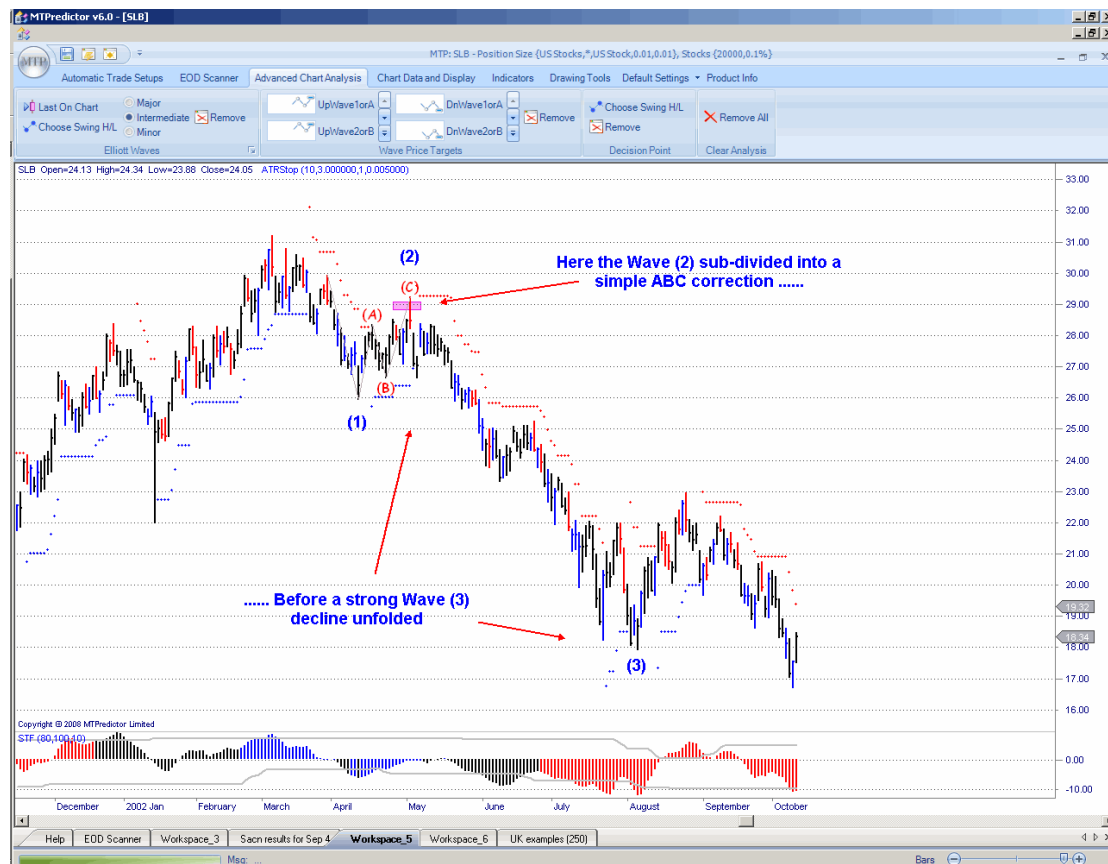 MTPredictor v6.0 - [SLB]
MTP: SLB - Position Size {US Stocks,*,US Stock,0.01,0.01}, Stocks {20000,0.1%}
MTP
Automatic Trade Setups EOD Scanner Advanced Chart Analysis Chart Data and Display Indicators Drawing Tools Default Settings Product Info
Last On Chart
Choose Swing H/L
Major
Intermediate
Minor
Remove
Elliott Waves
UpWave1orA
UpWave2orB
DnWave1orA
DnWave2orB
Remove
Wave Price Targets
Choose Swing H/L
Remove
Decision Point
Remove All
Clear Analysis
SLB Open=24.13 High=24.34 Low=23.88 Close=24.05 ATRStop (10,3.000000,1,0.005000)
33.00
32.00
31.00
30.00
29.00
28.00
27.00
26.00
25.00
24.00
23.00
22.00
21.00
20.00
19.32
19.00
18.34
18.00
17.00
16.00
(2)
Here the Wave (2) sub-divided into a
simple ABC correction ......
(C)
(A)
(B)
(1)
...... Before a strong Wave (3)
decline unfolded
(3)
Copyright © 2008 MTPredictor Limited
STF (80,100,10)
0.00
-10.00
December 2002 Jan February March April May June July August September October
Help EOD Scanner Workspace_3 Sacn results for Sep 4 Workspace_5 Workspace_6 UK examples (250)
Msg: ...
Bars